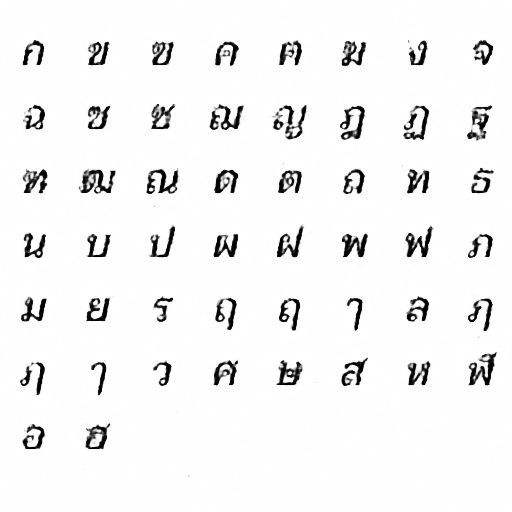 ก ข ฃ ค ฅ ฆ ง จ
ฉ ช ซ ฌ ญ ฎ ฏ ฐ
ฑ ฒ ณ ด ต ถ ท ธ
น บ ป ผ ฝ พ ฟ ภ
ม ย ร ฤ ฤ ๅ ล ฦ
ฦ ๅ ว ศ ษ ส ห ฬ
อ ฮ